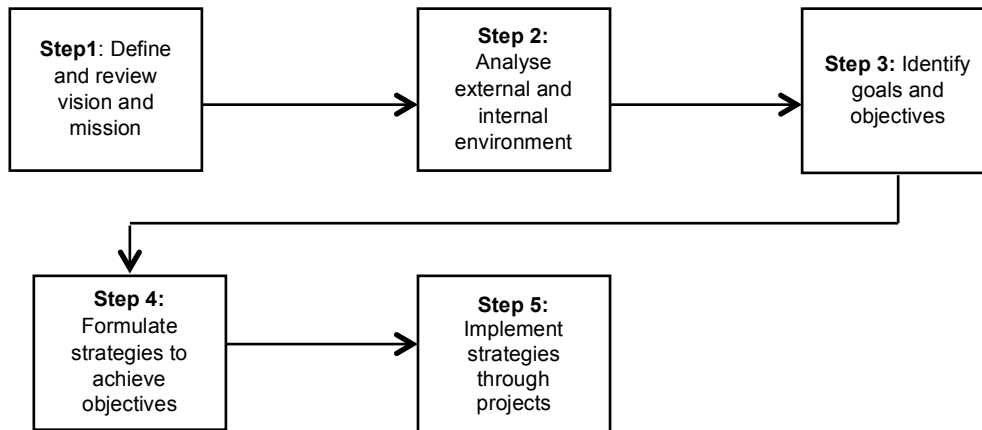 Step1: Define
and review
vision and
mission
Step 2:
Analyse
external and
internal
environment
Step 3: Identify
goals and
objectives
Step 4:
Formulate
strategies to
achieve
objectives
Step 5:
Implement
strategies
through
projects